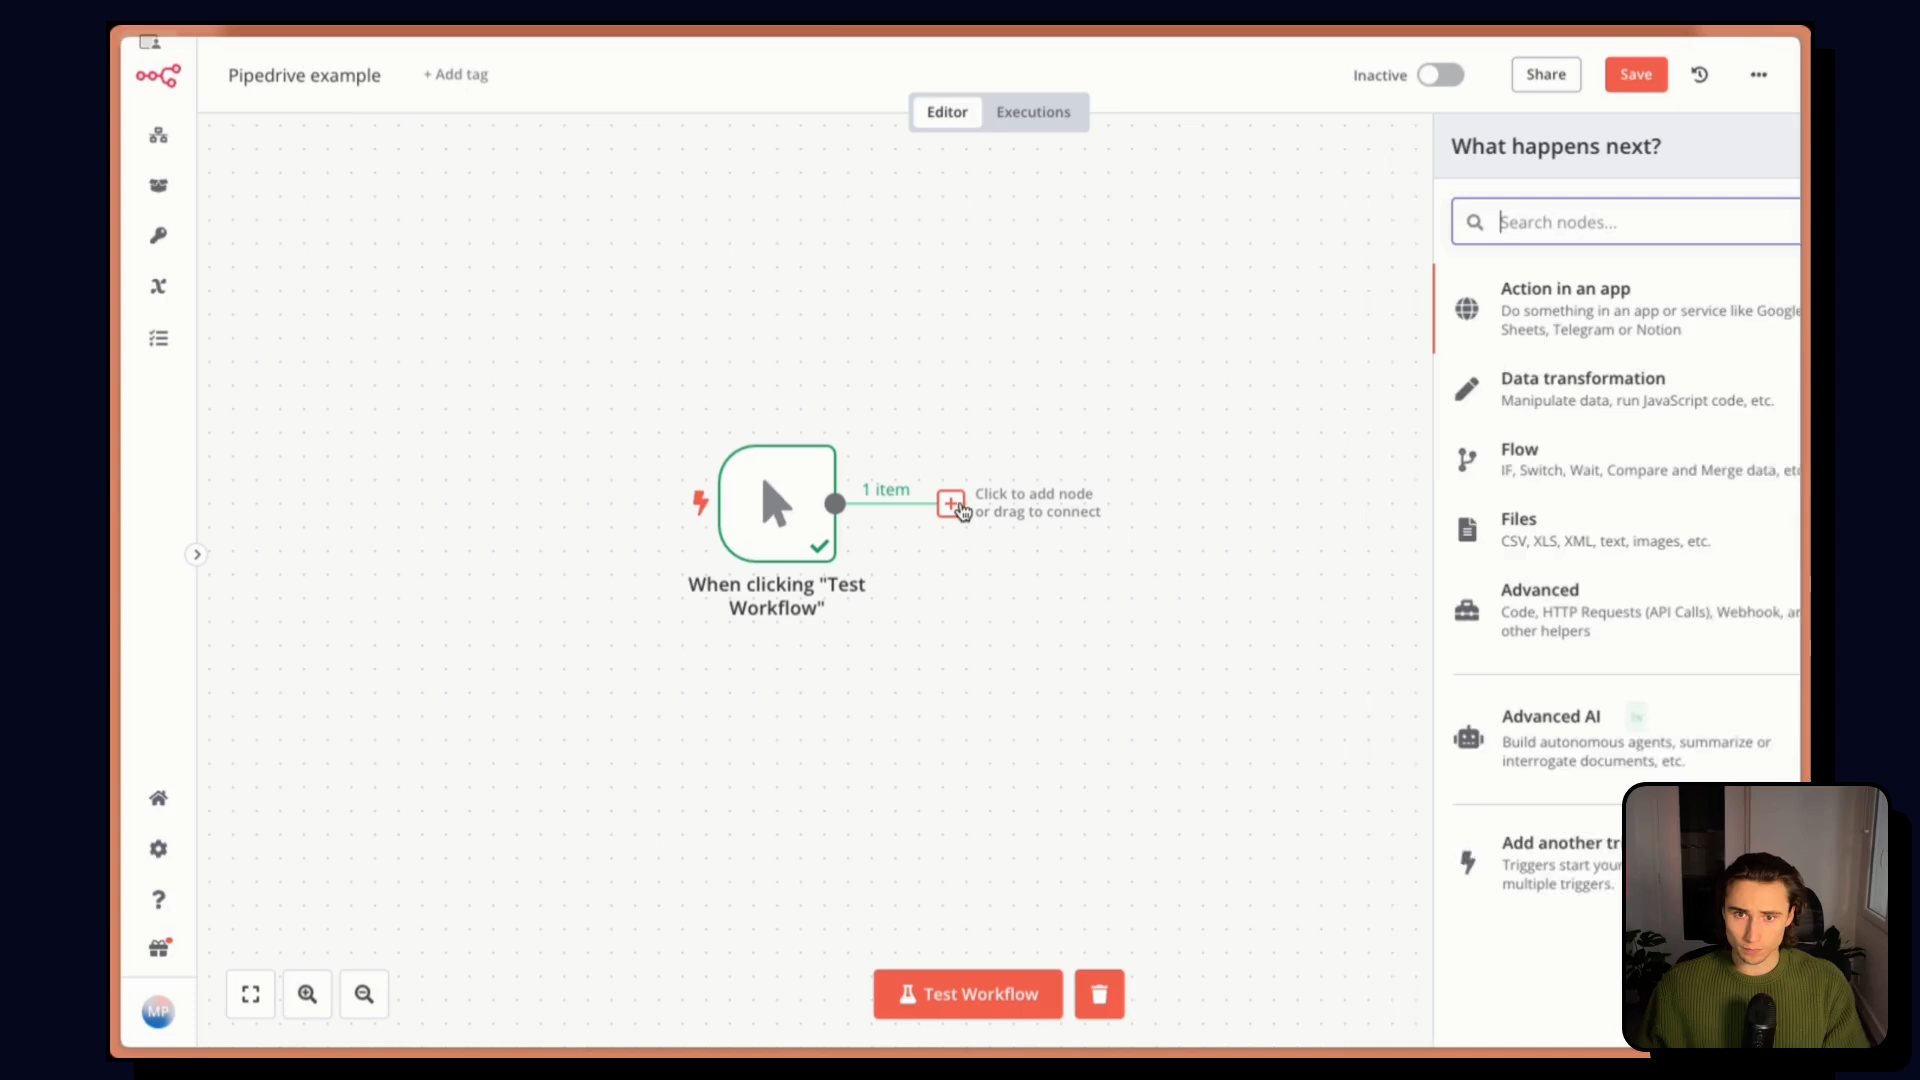 Pipedrive example
+ Add tag
Inactive
Share
Save
Editor
Executions
What happens next?
Search nodes...
Action in an app
Do something in an app or service like Google
Sheets, Telegram or Notion
Data transformation
Manipulate data, run JavaScript code, etc.
Flow
IF, Switch, Wait, Compare and Merge data, etc
Files
CSV, XLS, XML, text, images, etc.
Advanced
Code, HTTP Requests (API Calls), Webhook, an
other helpers
Advanced AI
Build autonomous agents, summarize or
interrogate documents, etc.
Add another tr
Triggers start your
multiple triggers.
1 item
Click to add node
or drag to connect
When clicking "Test
Workflow"
Test Workflow
MP